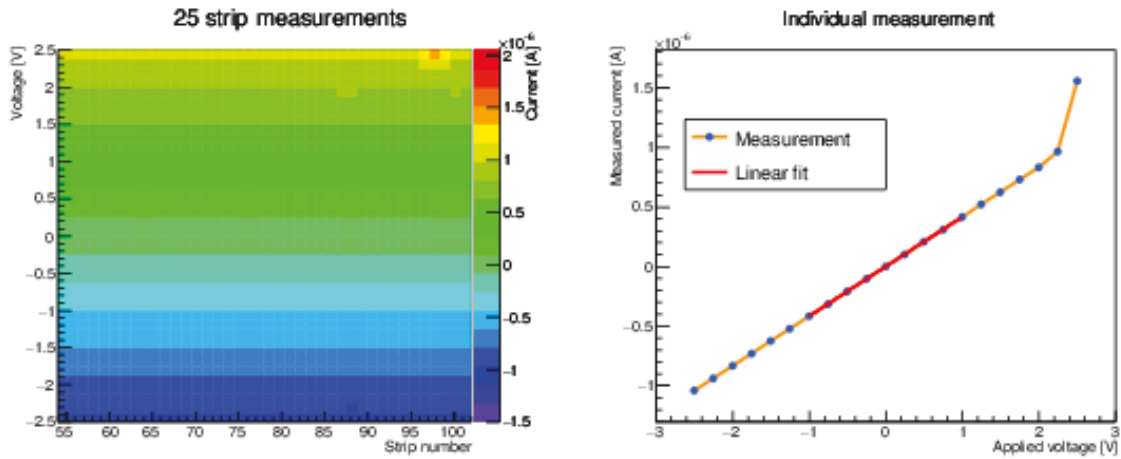 25 strip measurements
Voltage [V]
2.5
2
1.5
1
0.5
0
−0.5
−1
−1.5
−2
−2.5
55 60 65 70 75 80 85 90 95 100
Strip number
×10⁻⁶
Current [A]
2
1.5
1
0.5
0
−0.5
−1
−1.5
Individual measurement
×10⁻⁶
Measured current [A]
1.5
1
0.5
0
−0.5
−1
Measurement
Linear fit
−3 −2 −1 0 1 2 3
Applied voltage [V]